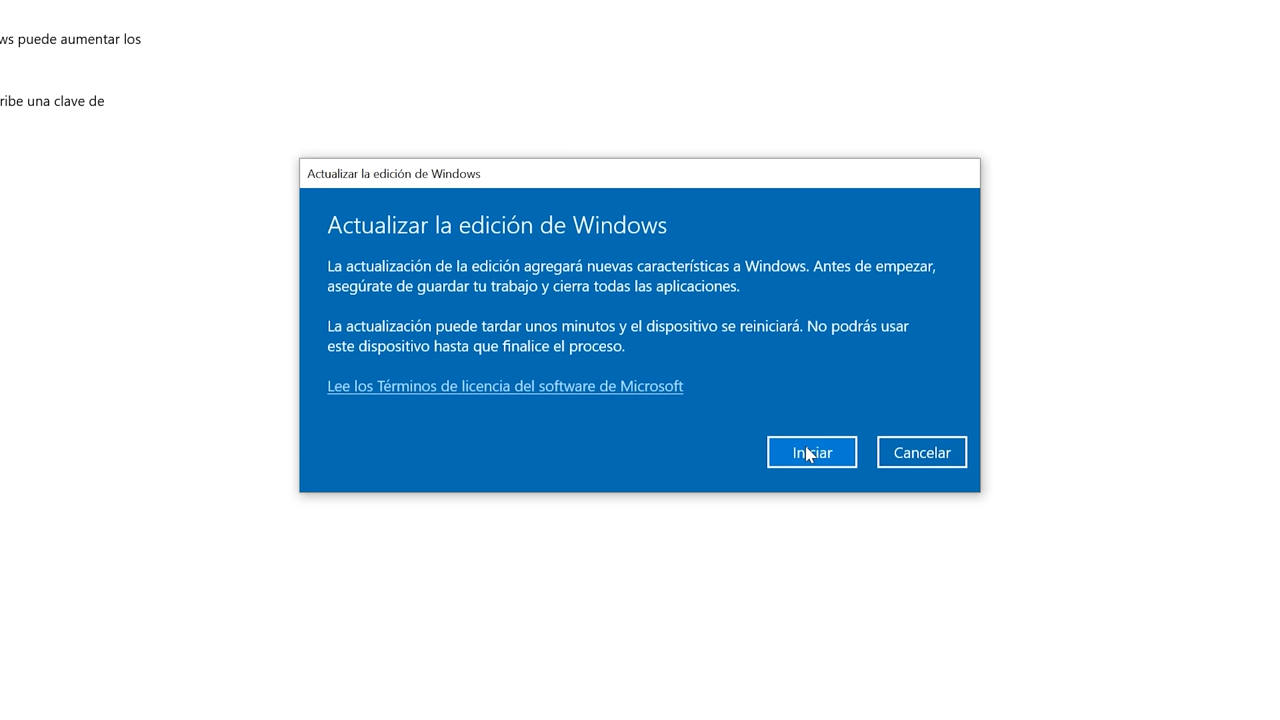 ws puede aumentar los
ribe una clave de
Actualizar la edición de Windows
Actualizar la edición de Windows
La actualización de la edición agregará nuevas características a Windows. Antes de empezar,
asegúrate de guardar tu trabajo y cierra todas las aplicaciones.
La actualización puede tardar unos minutos y el dispositivo se reiniciará. No podrás usar
este dispositivo hasta que finalice el proceso.
Lee los Términos de licencia del software de Microsoft
Iniciar Cancelar